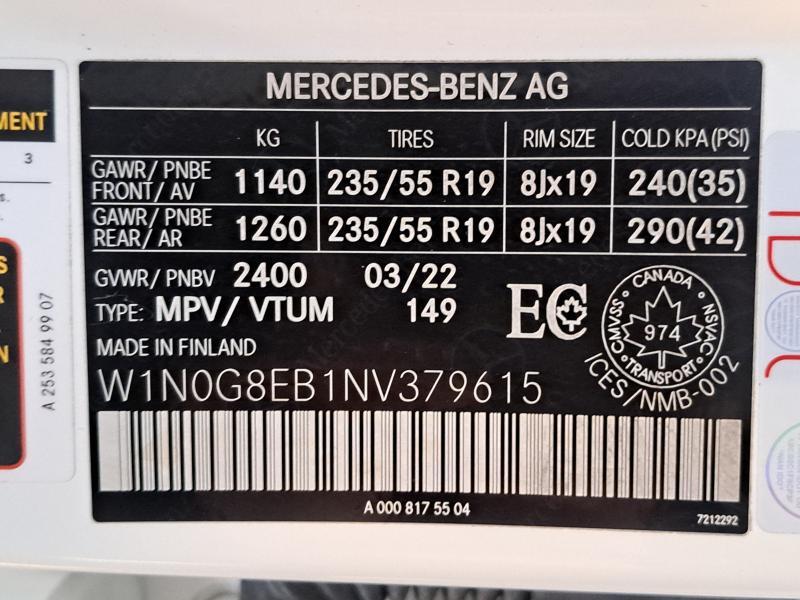 MERCEDES-BENZ AG
KG TIRES RIM SIZE COLD KPA (PSI)
GAWR/ PNBE FRONT/ AV 1140 235/55 R19 8Jx19 240(35)
GAWR/ PNBE REAR/ AR 1260 235/55 R19 8Jx19 290(42)
GVWR/ PNBV 2400 03/22
TYPE: MPV/ VTUM 149
MADE IN FINLAND
W1N0G8EB1NV379615
A 000 817 55 04
7212292
EC
CANADA
CMVSS NSVAC
974
TRANSPORT
ICES/NMB-002
MENT
3
A 253 584 99 07